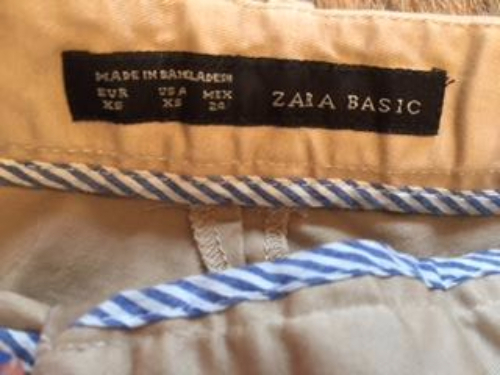 MADE IN BANGLADESH
EUR USA MEX
XS XS 24
ZARA BASIC